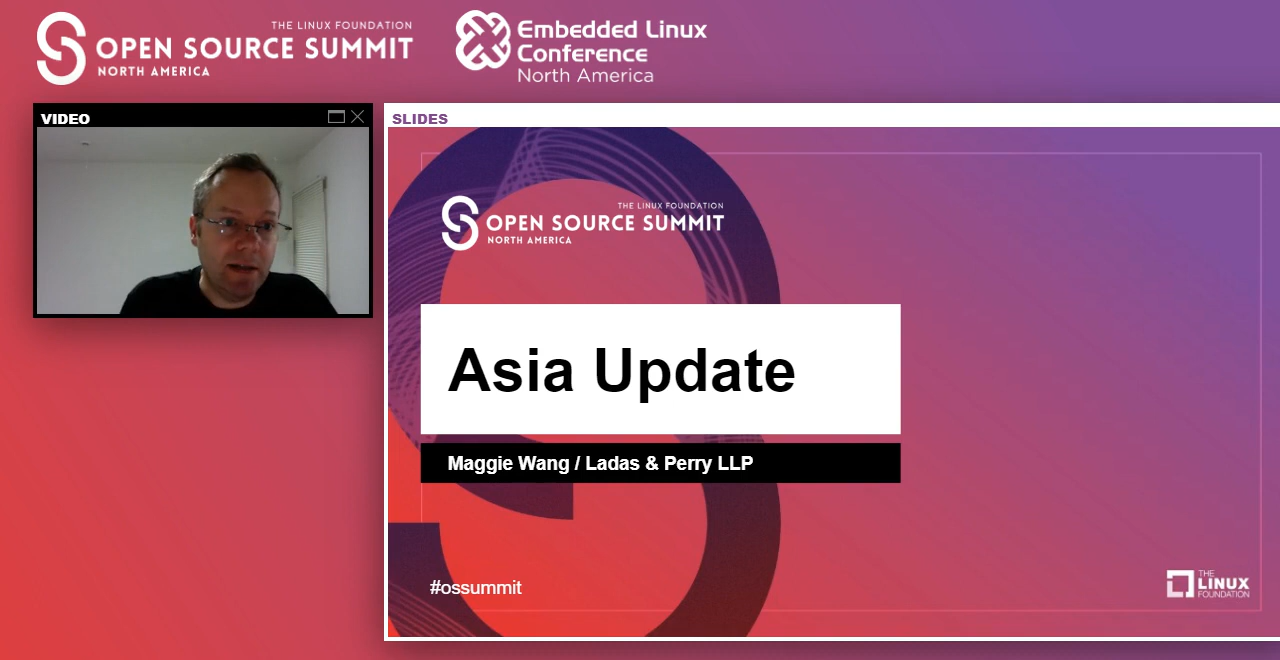 THE LINUX FOUNDATION
OPEN SOURCE SUMMIT
NORTH AMERICA
Embedded Linux
Conference
North America
VIDEO
SLIDES
THE LINUX FOUNDATION
OPEN SOURCE SUMMIT
NORTH AMERICA
Asia Update
Maggie Wang / Ladas & Perry LLP
#ossummit
THE
LINUX
FOUNDATION